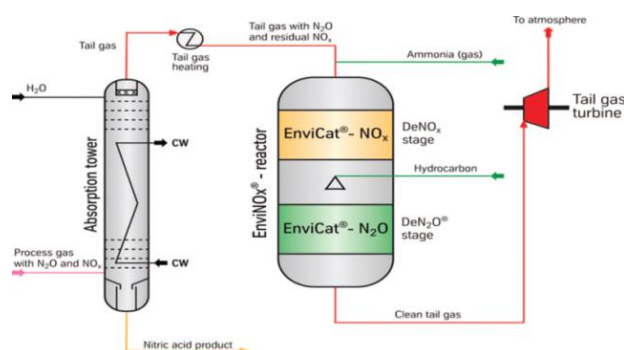 Tail gas with N₂O
and residual NOₓ
To atmosphere
Tail gas
Tail gas
heating
Ammonia (gas)
H₂O
Tail gas
turbine
CW
EnviCat®- NOₓ
DeNOₓ
stage
Absorption tower
EnviNOx® - reactor
Hydrocarbon
EnviCat®- N₂O
DeN₂O®
stage
Process gas
with N₂O and NOₓ
CW
Clean tail gas
Nitric acid product